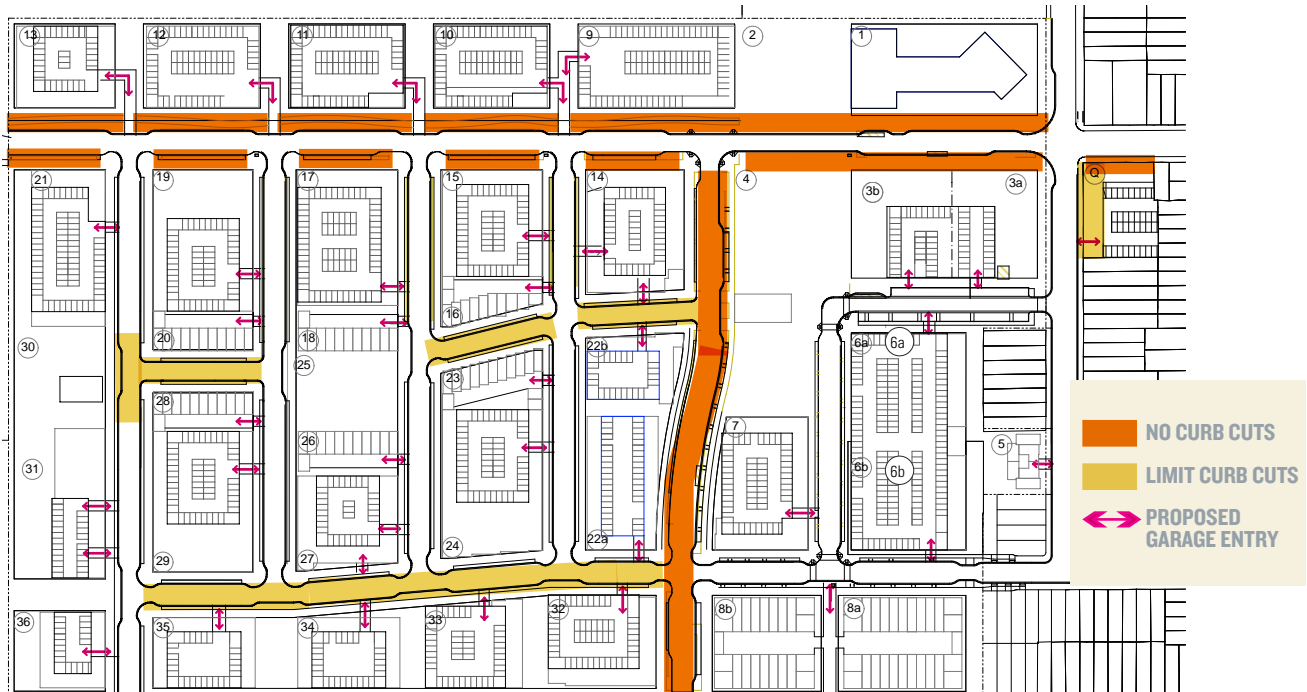 13
12
11
10
9
2
1
21
19
17
15
14
4
3b
3a
Q
16
20
18
30
25
22b
6a
6a
23
28
7
26
5
31
6b
6b
22a
24
27
29
36
35
34
33
32
8b
8a
NO CURB CUTS
LIMIT CURB CUTS
PROPOSED
GARAGE ENTRY